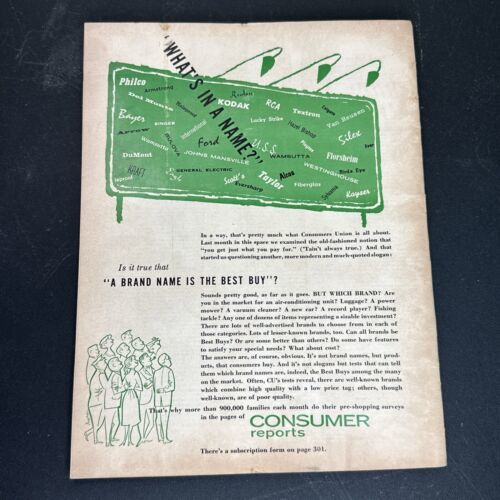 "WHAT'S IN A NAME?"
Philco
Armstrong
Del Monte
Bayer
SINGER
Arrow
Wamsutta
DuMont
KRAFT
BULOVA
International
KODAK
RCA
Lucky Strike
Textron
Hazel Bishop
Van Heusen
Silex
Ford
U.S.S.
JOHNS MANSVILLE
WAMSUTTA
Florsheim
WESTINGHOUSE
Birds Eye
GENERAL ELECTRIC
Scott's
Eversharp
Taylor
Alcoa
Fiberglas
Sylvania
Kayser
In a way, that's pretty much what Consumers Union is all about.
Last month in this space we examined the old-fashioned notion that
"you get just what you pay for." ('Tain't always true.) And that
started us questioning another, more modern and much-quoted slogan:
Is it true that
"A BRAND NAME IS THE BEST BUY"?
Sounds pretty good, as far as it goes. BUT WHICH BRAND? Are
you in the market for an air-conditioning unit? Luggage? A power
mower? A vacuum cleaner? A new car? A record player? Fishing
tackle? Any one of dozens of items representing a sizable investment?
There are lots of well-advertised brands to choose from in each of
those categories. Lots of lesser-known brands, too. Can all brands be
Best Buys? Or are some better than others? Do some have features
to satisfy your special needs? What about cost?
The answers are, of course, obvious. It's not brand names, but prod-
ucts, that consumers buy. And it's not slogans but tests that can tell
them which brand names are, indeed, the Best Buys among the many
on the market. Often, CU's tests reveal, there are well-known brands
which combine high quality with a low price tag; others, though
well-known, are of poor quality.
That's why more than 900,000 families each month do their pre-shopping surveys
in the pages of CONSUMER
reports
There's a subscription form on page 301.